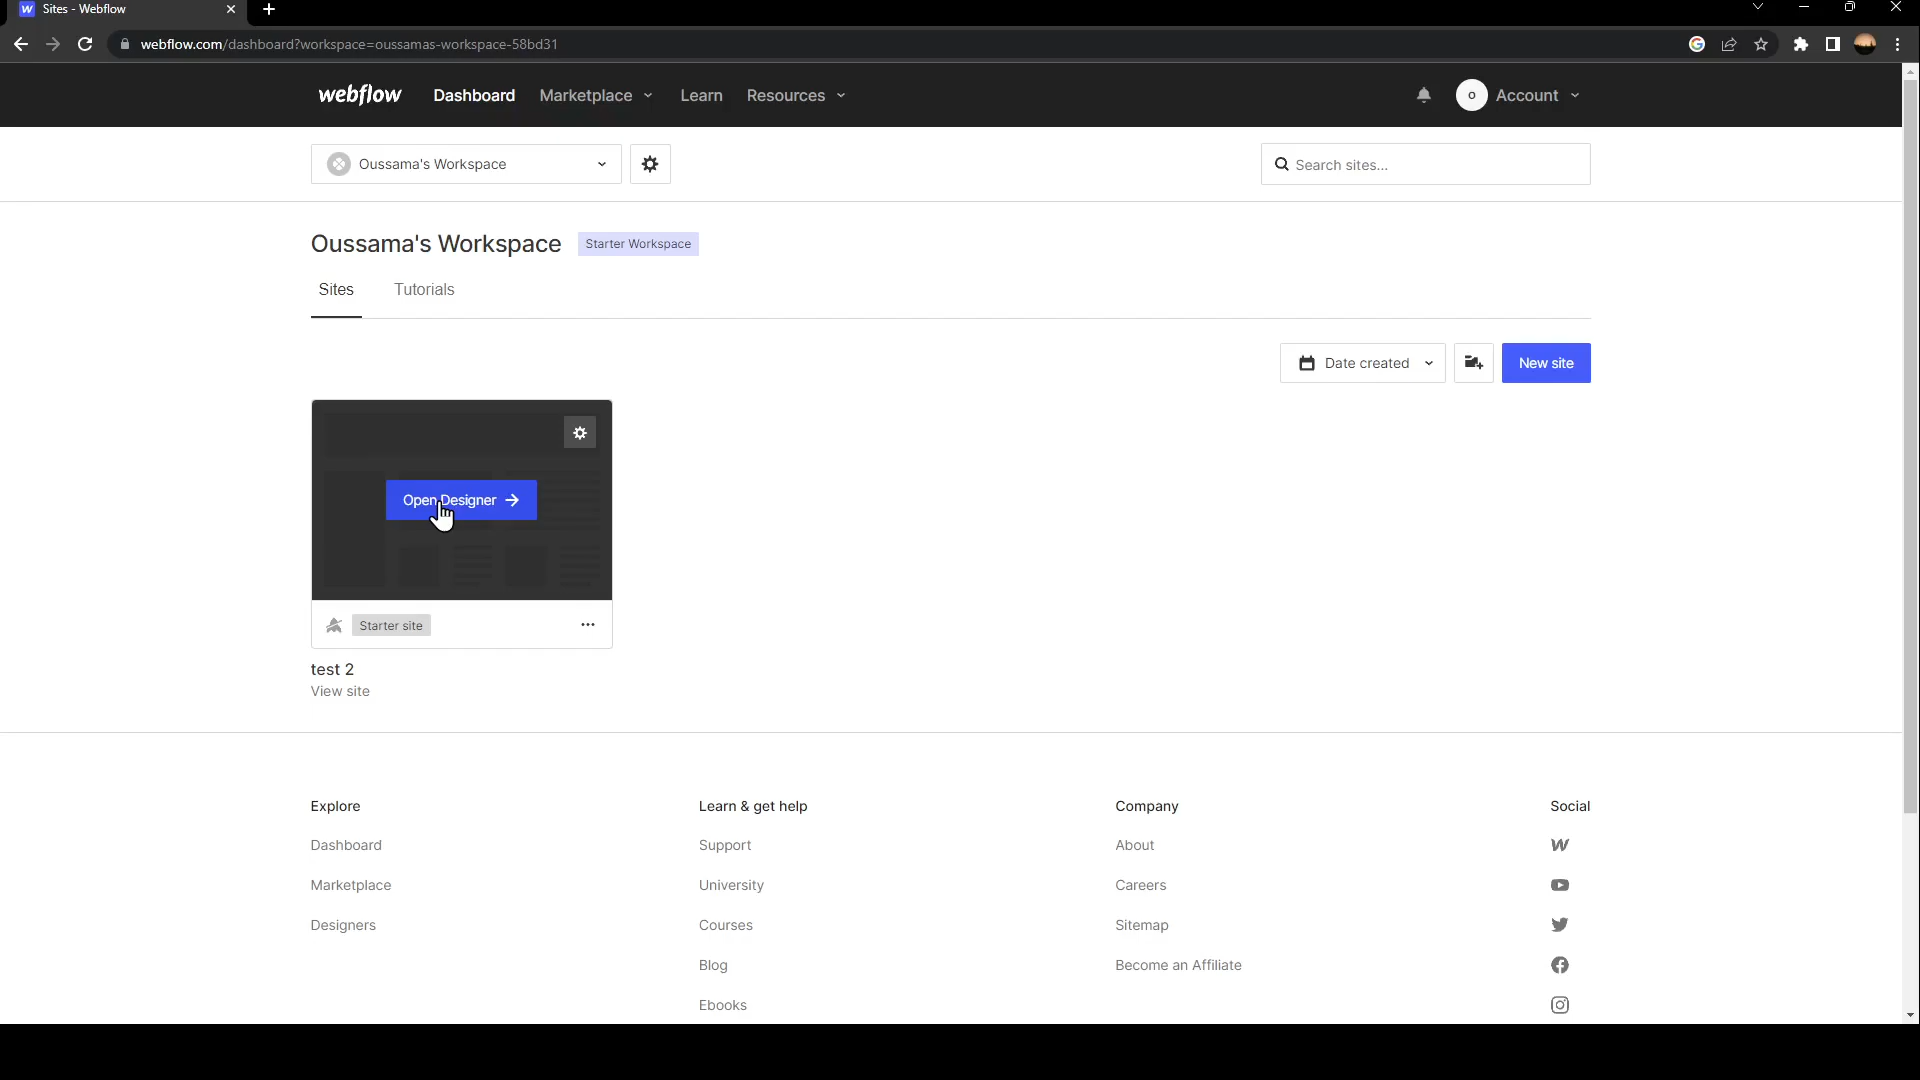 Sites - Webflow
webflow.com/dashboard?workspace=oussamas-workspace-58bd31
webflow Dashboard Marketplace Learn Resources O Account
Oussama's Workspace Search sites...
Oussama's Workspace Starter Workspace
Sites Tutorials
Date created New site
Open Designer
Starter site
test 2
View site
Explore Learn & get help Company Social
Dashboard Support About
Marketplace University Careers
Designers Courses Sitemap
Blog Become an Affiliate
Ebooks